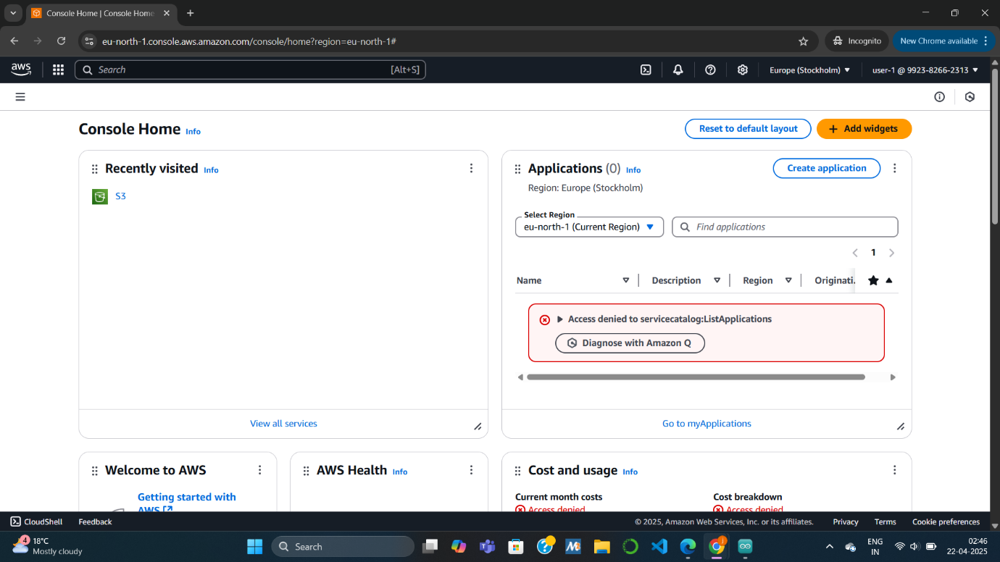 Console Home | Console Home
eu-north-1.console.aws.amazon.com/console/home?region=eu-north-1#
Incognito
New Chrome available
aws
Search
[Alt+S]
Europe (Stockholm)
user-1 @ 9923-8266-2313
Console Home Info
Reset to default layout
Add widgets
Recently visited Info
S3
View all services
Applications (0) Info
Create application
Region: Europe (Stockholm)
Select Region
eu-north-1 (Current Region)
Find applications
1
Name
Description
Region
Originati.
Access denied to servicecatalog:ListApplications
Diagnose with Amazon Q
Go to myApplications
Welcome to AWS
Getting started with
AWS
AWS Health Info
Cost and usage Info
Current month costs
Access denied
Cost breakdown
Access denied
CloudShell
Feedback
© 2025, Amazon Web Services, Inc. or its affiliates.
Privacy
Terms
Cookie preferences
4
18°C
Mostly cloudy
Search
ENG
IN
02:46
22-04-2025